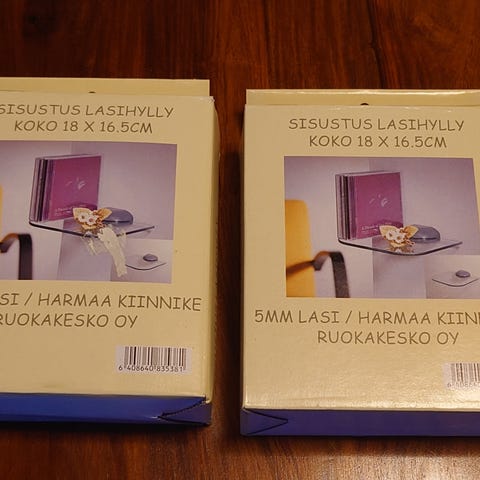 SISUSTUS LASIHYLLY
KOKO 18 X 16.5CM
SI / HARMAA KIINNIKE
RUOKAKESKO OY
6 408640 835381
SISUSTUS LASIHYLLY
KOKO 18 X 16.5CM
5MM LASI / HARMAA KIINN
RUOKAKESKO OY